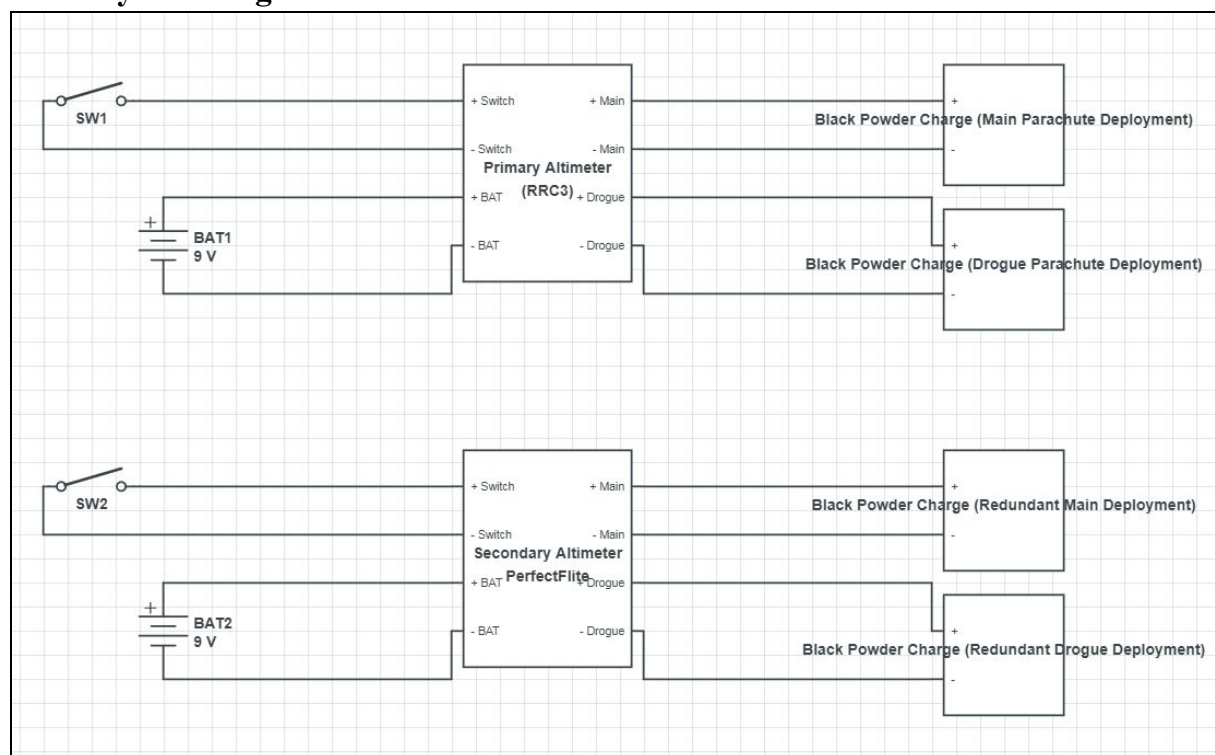 + Switch
+ Main
+
SW1
Black Powder Charge (Main Parachute Deployment)
- Switch
- Main
-
Primary Altimeter
(RRC3)
+ BAT
+ Drogue
+
BAT1
9 V
+
- BAT
- Drogue
Black Powder Charge (Drogue Parachute Deployment)
-
+ Switch
+ Main
+
SW2
Black Powder Charge (Redundant Main Deployment)
- Switch
- Main
-
Secondary Altimeter
PerfectFlite
+ BAT
+ Drogue
+
BAT2
9 V
+
- BAT
- Drogue
Black Powder Charge (Redundant Drogue Deployment)
-